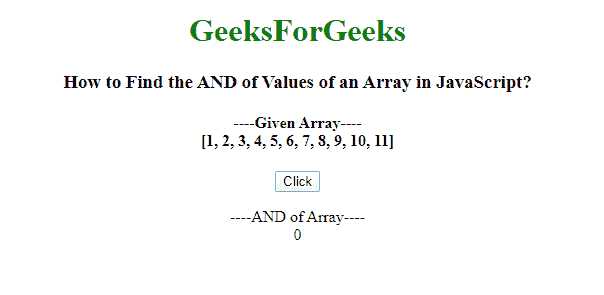 GeeksForGeeks
How to Find the AND of Values of an Array in JavaScript?
----Given Array----
[1, 2, 3, 4, 5, 6, 7, 8, 9, 10, 11]
Click
----AND of Array----
0